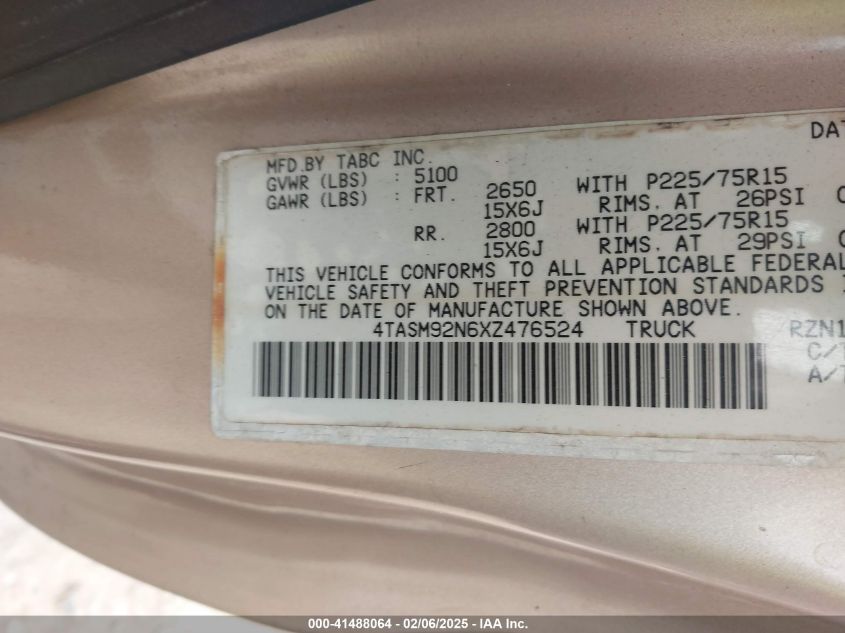 DAT
MFD.BY TABC INC.
GVWR (LBS) : 5100
GAWR (LBS) : FRT. 2650 WITH P225/75R15
15X6J RIMS. AT 26PSI C
RR. 2800 WITH P225/75R15
15X6J RIMS. AT 29PSI C
THIS VEHICLE CONFORMS TO ALL APPLICABLE FEDERAL
VEHICLE SAFETY AND THEFT PREVENTION STANDARDS I
ON THE DATE OF MANUFACTURE SHOWN ABOVE.
4TASM92N6XZ476524 TRUCK RZN1
C/T
A/T
000-41488064 - 02/06/2025 - IAA Inc.